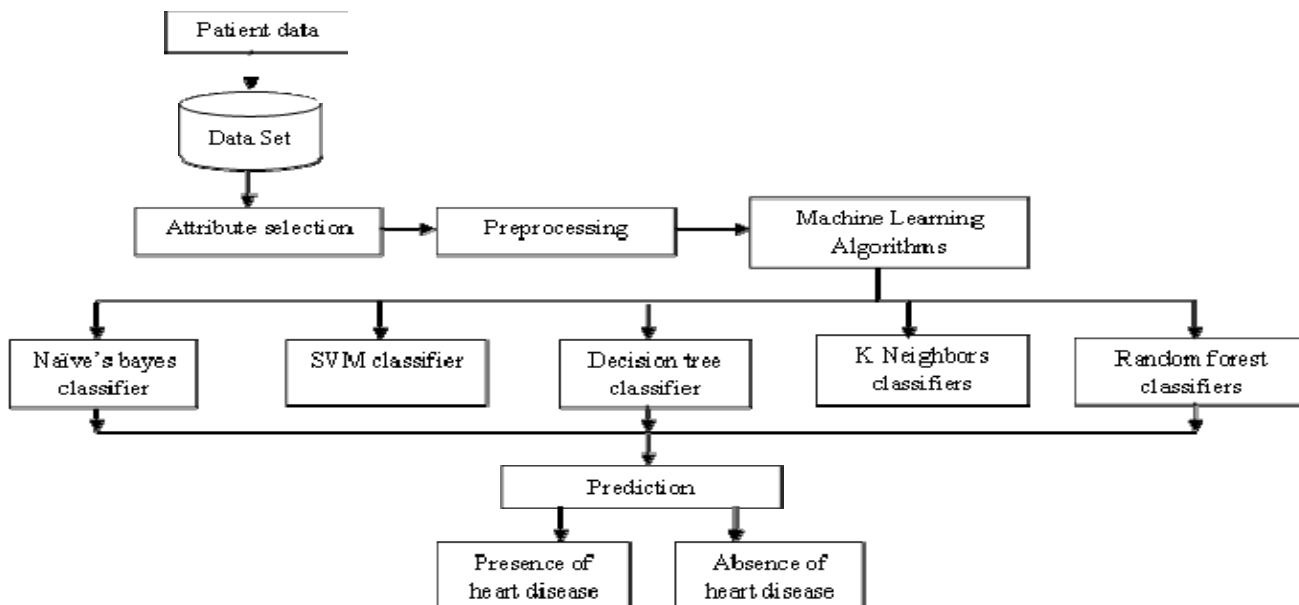 Patient data
Data Set
Attribute selection
Preprocessing
Machine Learning
Algorithms
Naïve's bayes
classifier
SVM classifier
Decision tree
classifier
K Neighbors
classifiers
Random forest
classifiers
Prediction
Presence of
heart disease
Absence of
heart disease